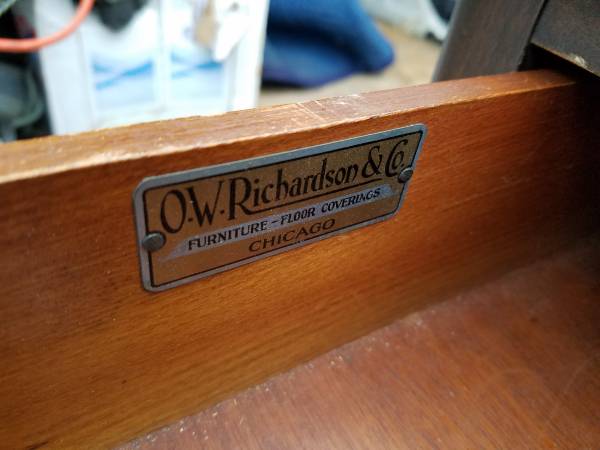 O.W. Richardson & Co.
FURNITURE - FLOOR COVERINGS
CHICAGO